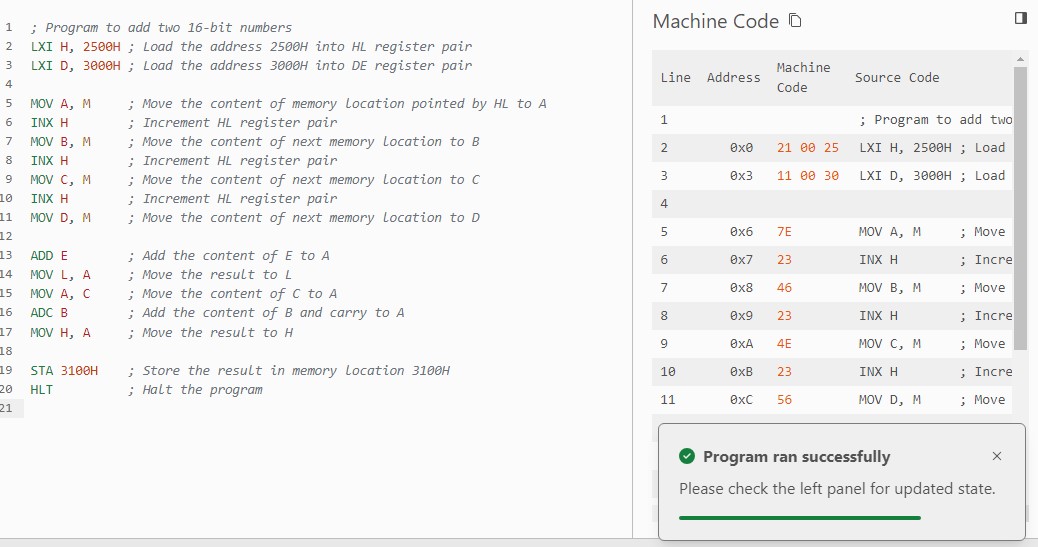 1 ; Program to add two 16-bit numbers
2 LXI H, 2500H ; Load the address 2500H into HL register pair
3 LXI D, 3000H ; Load the address 3000H into DE register pair
4
5 MOV A, M ; Move the content of memory location pointed by HL to A
6 INX H ; Increment HL register pair
7 MOV B, M ; Move the content of next memory location to B
8 INX H ; Increment HL register pair
9 MOV C, M ; Move the content of next memory location to C
10 INX H ; Increment HL register pair
11 MOV D, M ; Move the content of next memory location to D
12
13 ADD E ; Add the content of E to A
14 MOV L, A ; Move the result to L
15 MOV A, C ; Move the content of C to A
16 ADC B ; Add the content of B and carry to A
17 MOV H, A ; Move the result to H
18
19 STA 3100H ; Store the result in memory location 3100H
20 HLT ; Halt the program
21
Machine Code
Line Address Machine Code Source Code
1 ; Program to add two
2 0x0 21 00 25 LXI H, 2500H ; Load
3 0x3 11 00 30 LXI D, 3000H ; Load
4
5 0x6 7E MOV A, M ; Move
6 0x7 23 INX H ; Incre
7 0x8 46 MOV B, M ; Move
8 0x9 23 INX H ; Incre
9 0xA 4E MOV C, M ; Move
10 0xB 23 INX H ; Incre
11 0xC 56 MOV D, M ; Move
Program ran successfully
Please check the left panel for updated state.